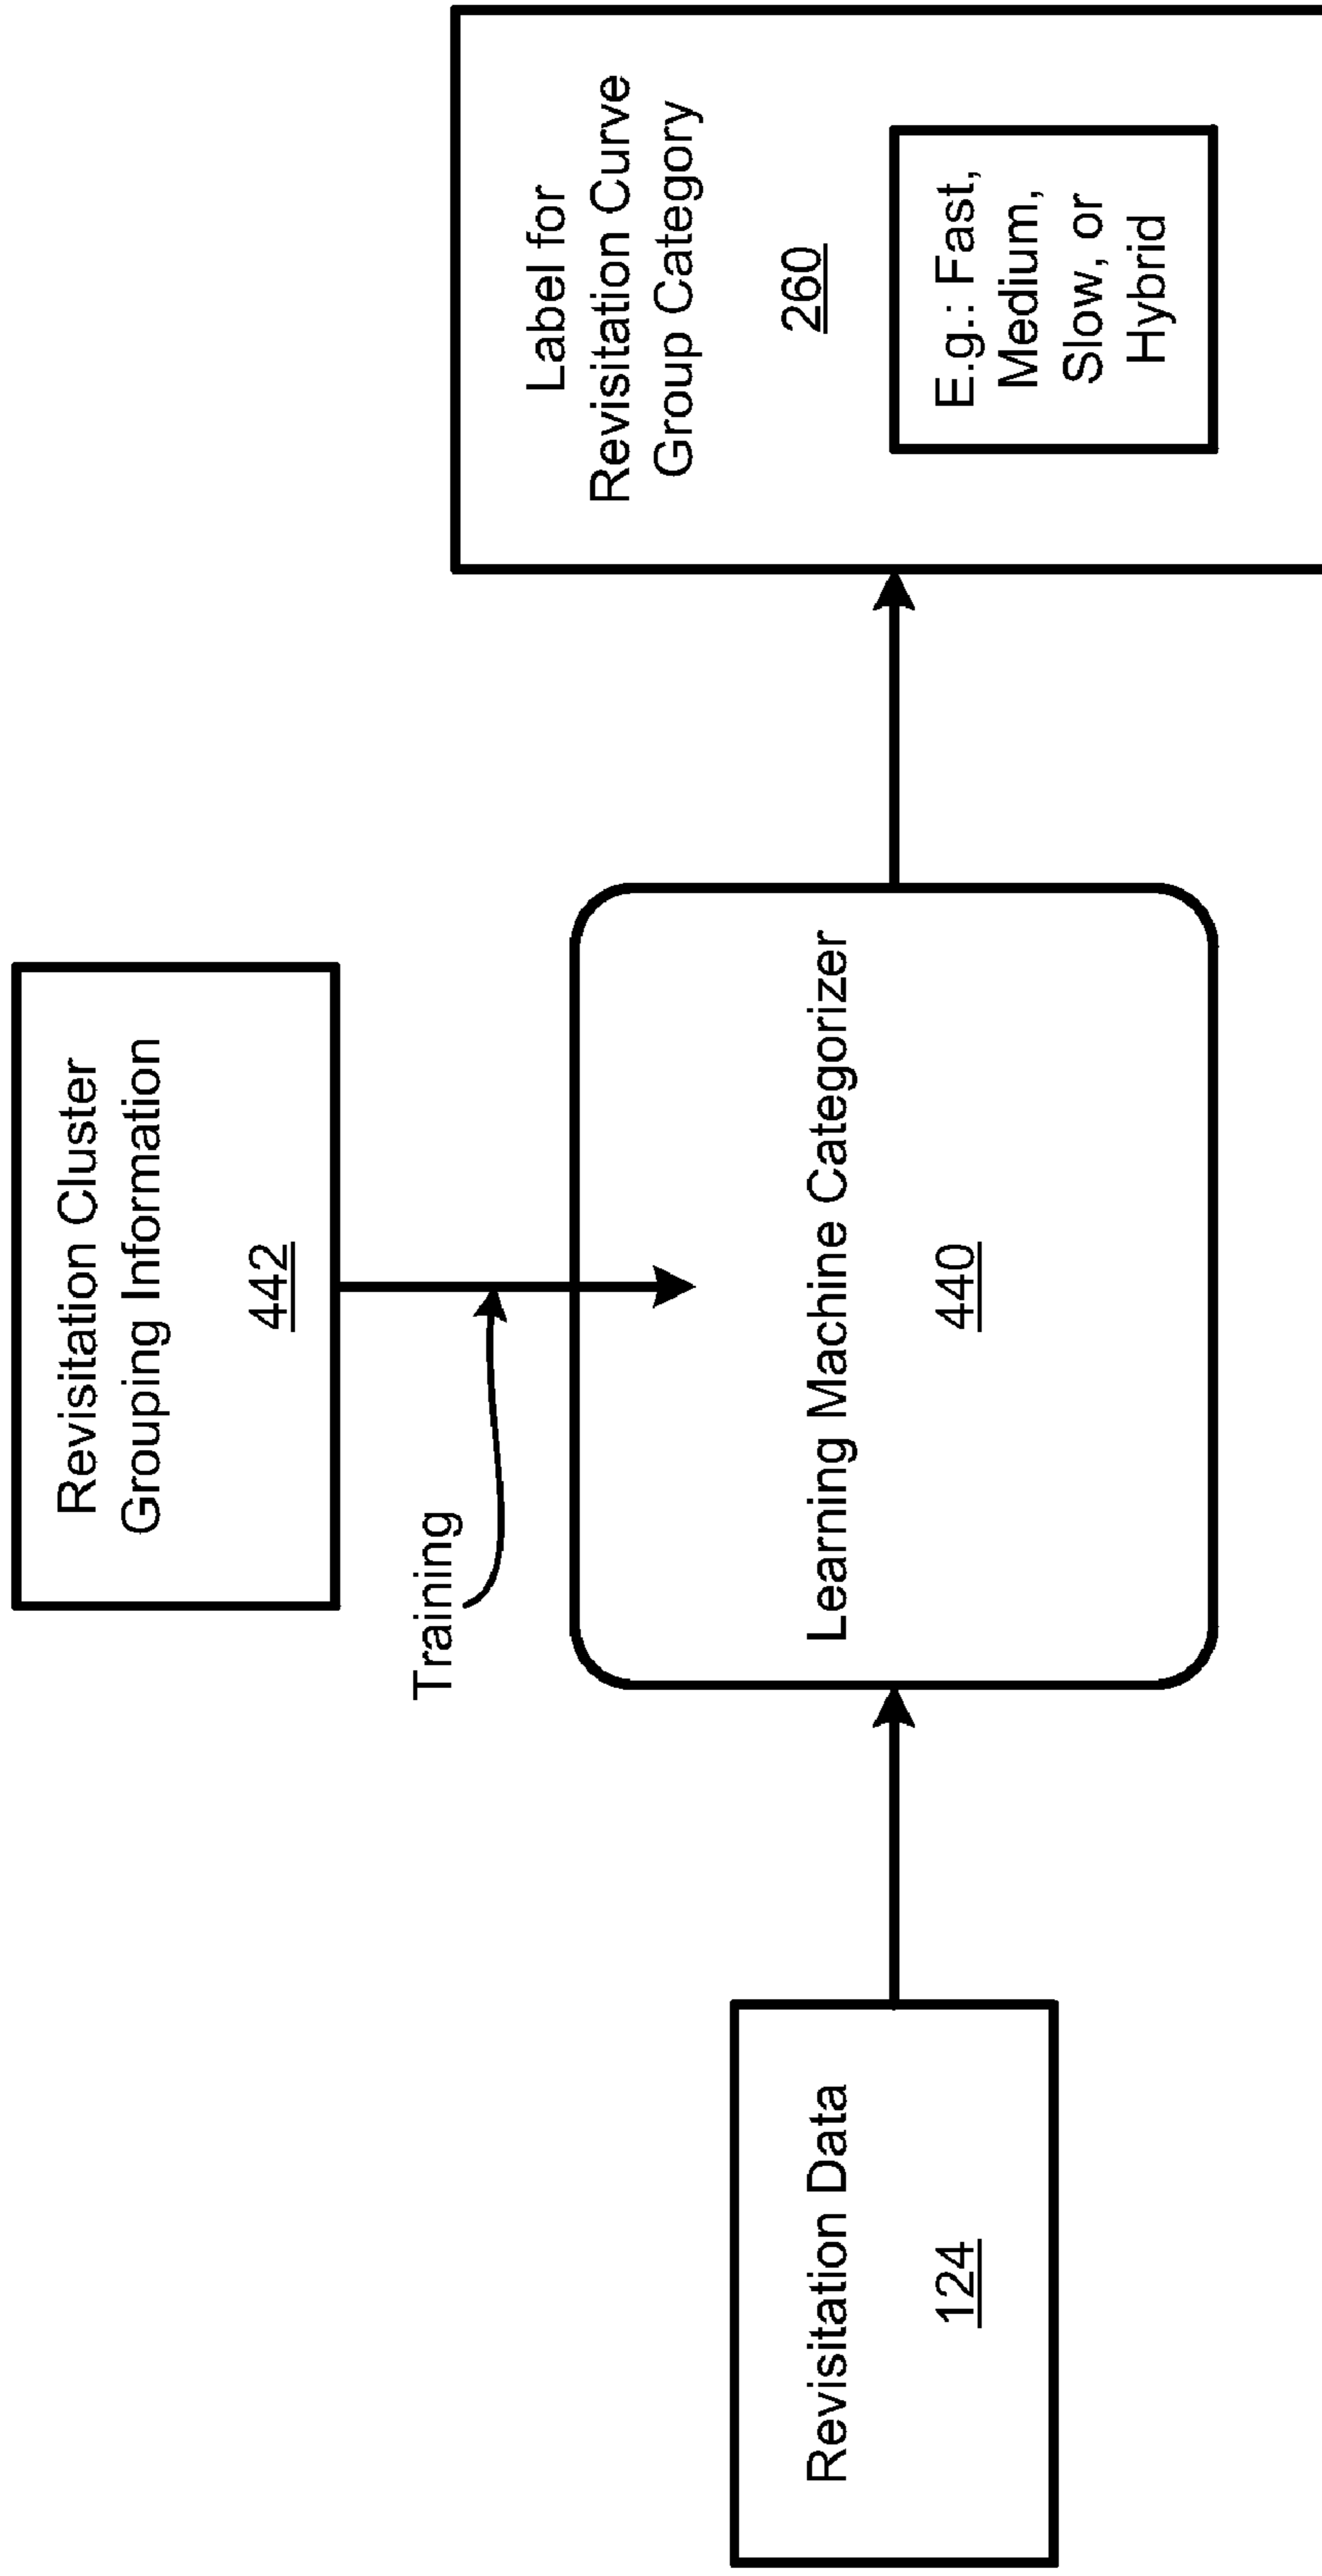 Revisitation Cluster
Grouping Information
442
Training
Revisitation Data
124
Learning Machine Categorizer
440
Label for
Revisitation Curve
Group Category
260
E.g.: Fast,
Medium,
Slow, or
Hybrid